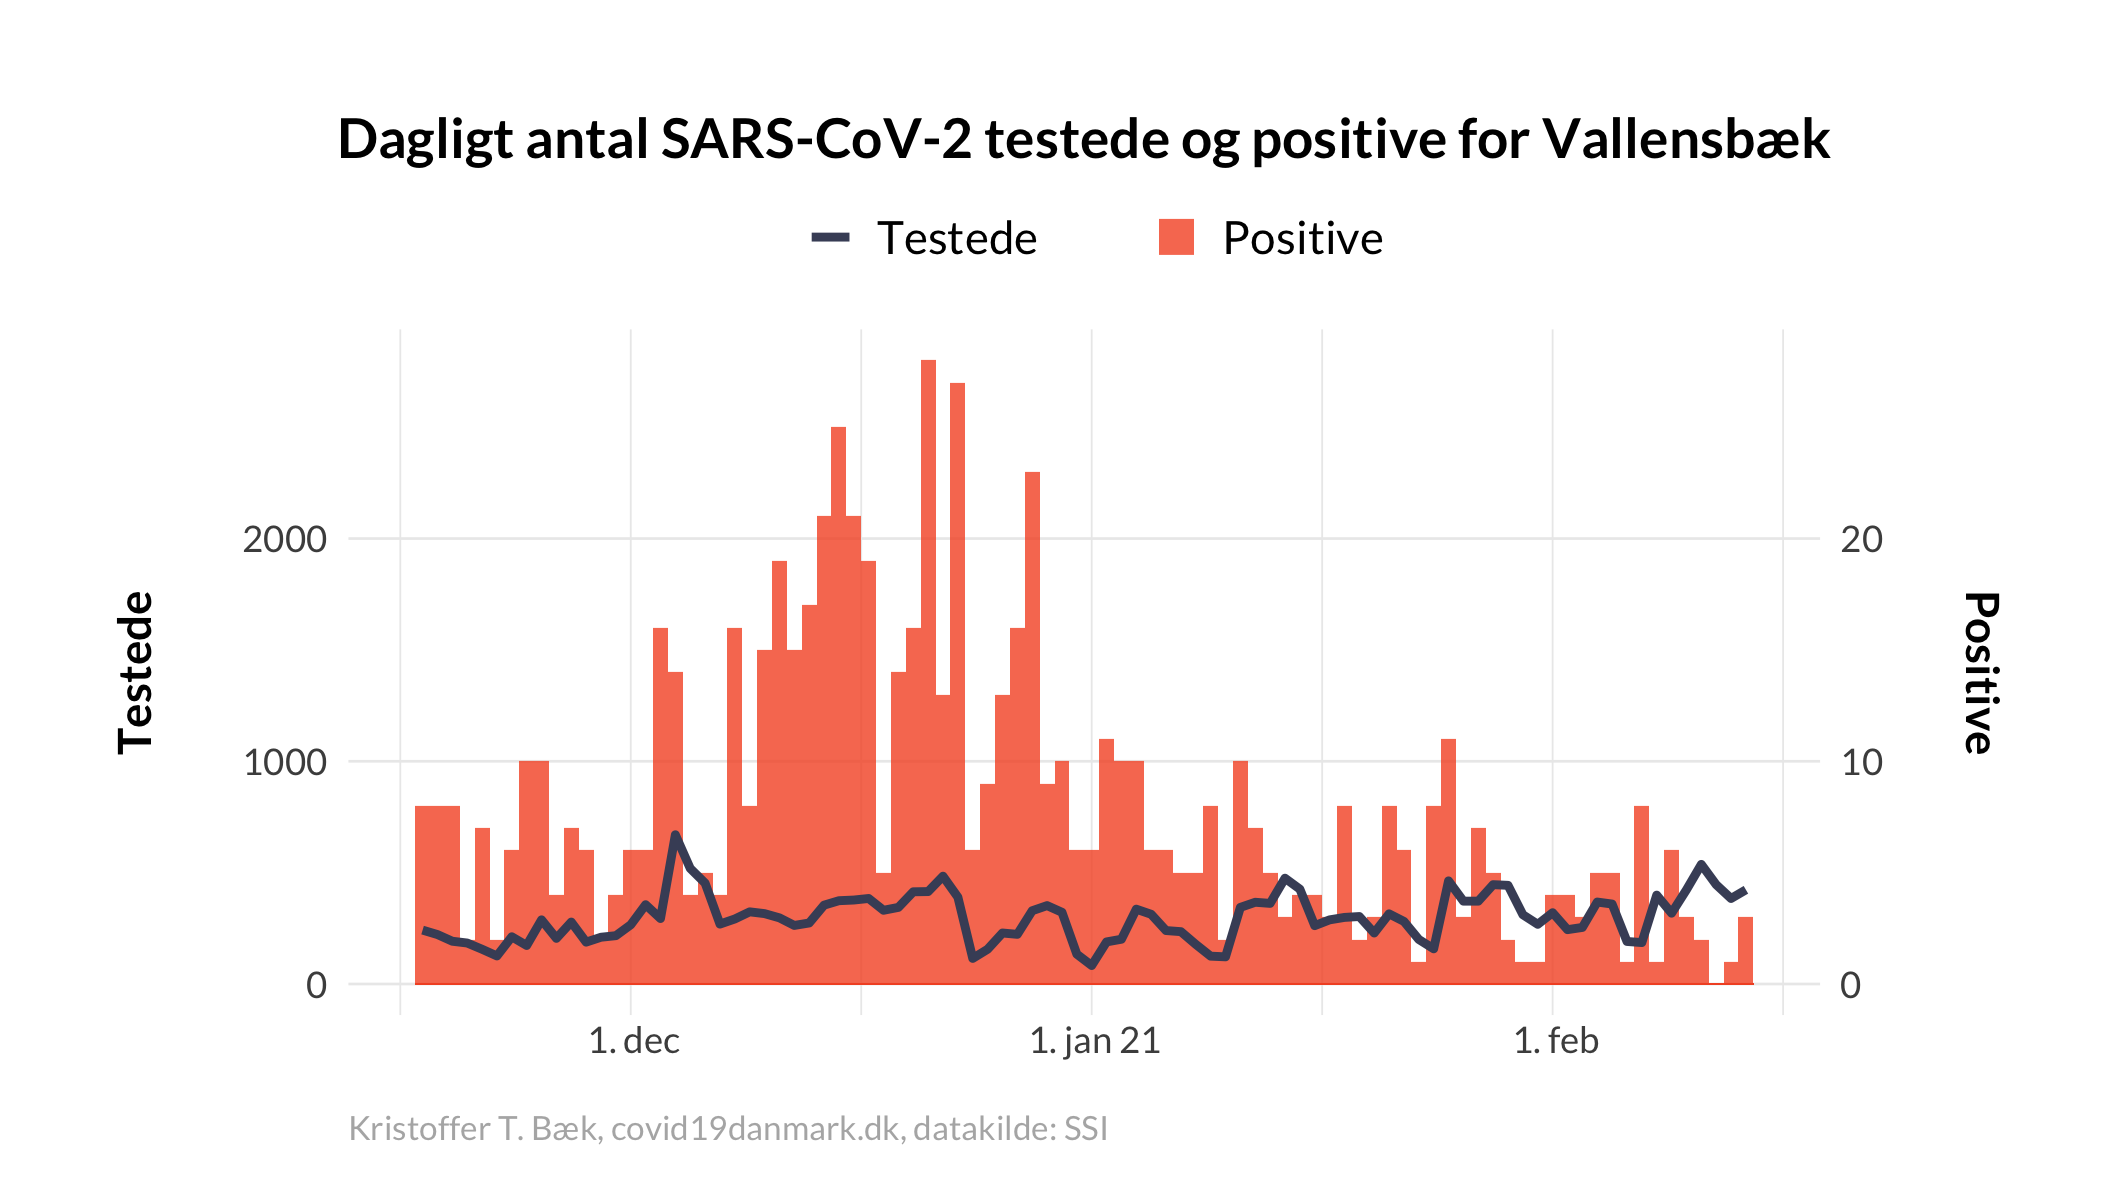 Dagligt antal SARS-CoV-2 testede og positive for Vallensbæk
Testede
Positive
2000
1000
0
Testede
20
10
0
Positive
1. dec
1. jan 21
1. feb
Kristoffer T. Bæk, covid19danmark.dk, datakilde: SSI